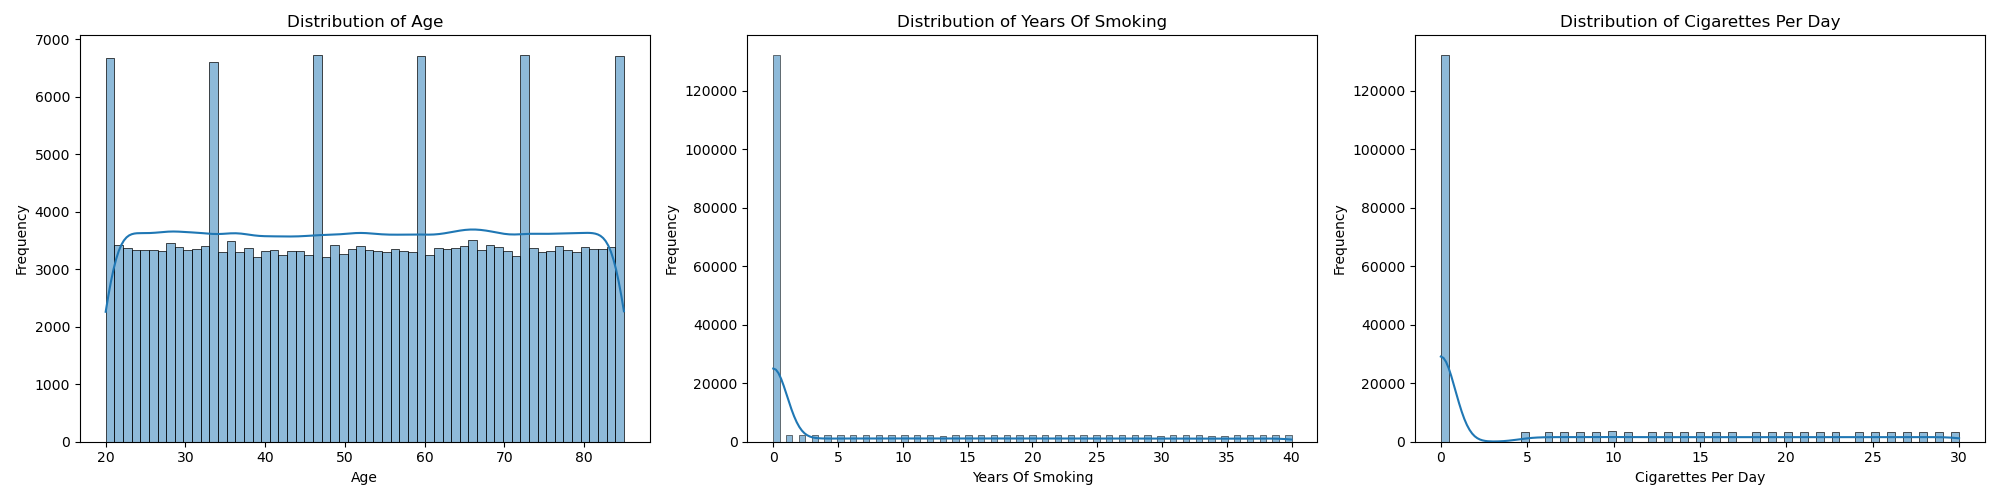 Distribution of Age
Frequency
7000
6000
5000
4000
3000
2000
1000
0
20 30 40 50 60 70 80
Age
Distribution of Years Of Smoking
Frequency
120000
100000
80000
60000
40000
20000
0
0 5 10 15 20 25 30 35 40
Years Of Smoking
Distribution of Cigarettes Per Day
Frequency
120000
100000
80000
60000
40000
20000
0
0 5 10 15 20 25 30
Cigarettes Per Day